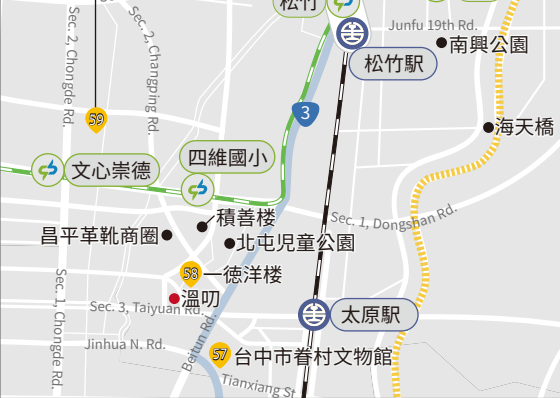 松竹
Junfu 19th Rd.
南興公園
松竹駅
Sec. 2, Chongde Rd.
Sec. 2, Changping Rd.
59
3
海天橋
四維國小
文心崇德
積善楼
Sec. 1, Dongshan Rd.
昌平革靴商圏
北屯児童公園
58
一徳洋楼
溫叨
Sec. 3, Taiyuan Rd.
太原駅
Sec. 1, Chongde Rd.
Jinhua N. Rd.
Beitun Rd.
57
台中市眷村文物館
Tianxiang St